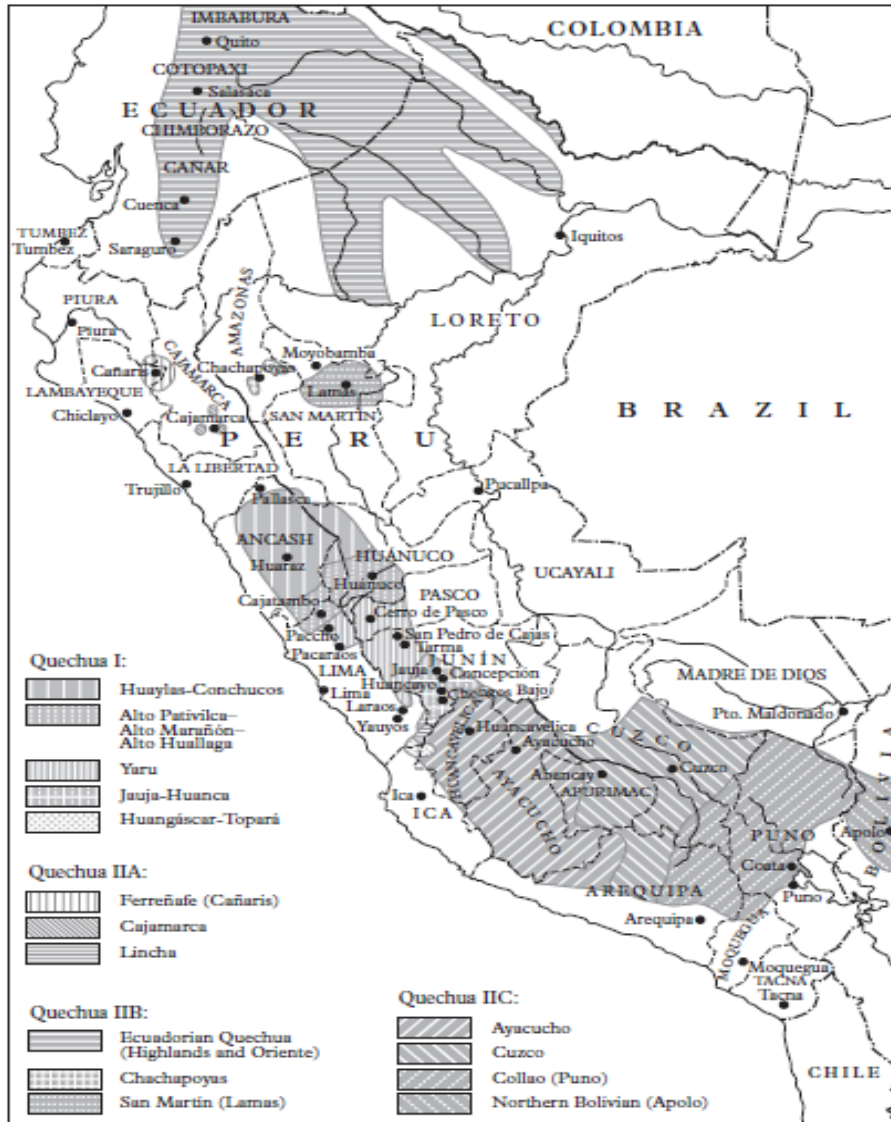 IMBABURA
COLOMBIA
Quito
COTOPAXI
Salasaca
ECUADOR
CHIMBORAZO
CAÑAR
Cuenca
TUMBEZ
Tumbez
Saraguro
Iquitos
PIURA
Piura
AMAZONAS
LORETO
Moyobamba
Cañaris
CAJAMARCA
Chachapoyas
Lamas
LAMBAYEQUE
Chiclayo
Cajamarca
SAN MARTÍN
BRAZIL
PERU
LA LIBERTAD
Trujillo
Pallasca
Pucallpa
ANCASH
Huaraz
HUÁNUCO
Huánuco
UCAYALI
PASCO
Cajatambo
Cerro de Pasco
Paccho
San Pedro de Cajas
Tarma
Pacaraos
JUNÍN
Jauja
Concepción
LIMA
Huancayo
Chongos Bajo
Lima
Laraos
Yauyos
MADRE DE DIOS
Pto. Maldonado
HUANCAVELICA
Huancavelica
CUZCO
Ayacucho
Cuzco
Abancay
APURIMAC
AYACUCHO
Ica
ICA
BOLIVIA
Apolo
PUNO
Coata
Puno
AREQUIPA
Arequipa
MOQUEGUA
Moquegua
TACNA
Tacna
CHILE
Quechua I:
Huaylas-Conchucos
Alto Pativilca–
Alto Marañón–
Alto Huallaga
Yaru
Jauja-Huanca
Huangáscar-Topará
Quechua IIA:
Ferreñafe (Cañaris)
Cajamarca
Lincha
Quechua IIB:
Ecuadorian Quechua
(Highlands and Oriente)
Chachapoyas
San Martín (Lamas)
Quechua IIC:
Ayacucho
Cuzco
Collao (Puno)
Northern Bolivian (Apolo)